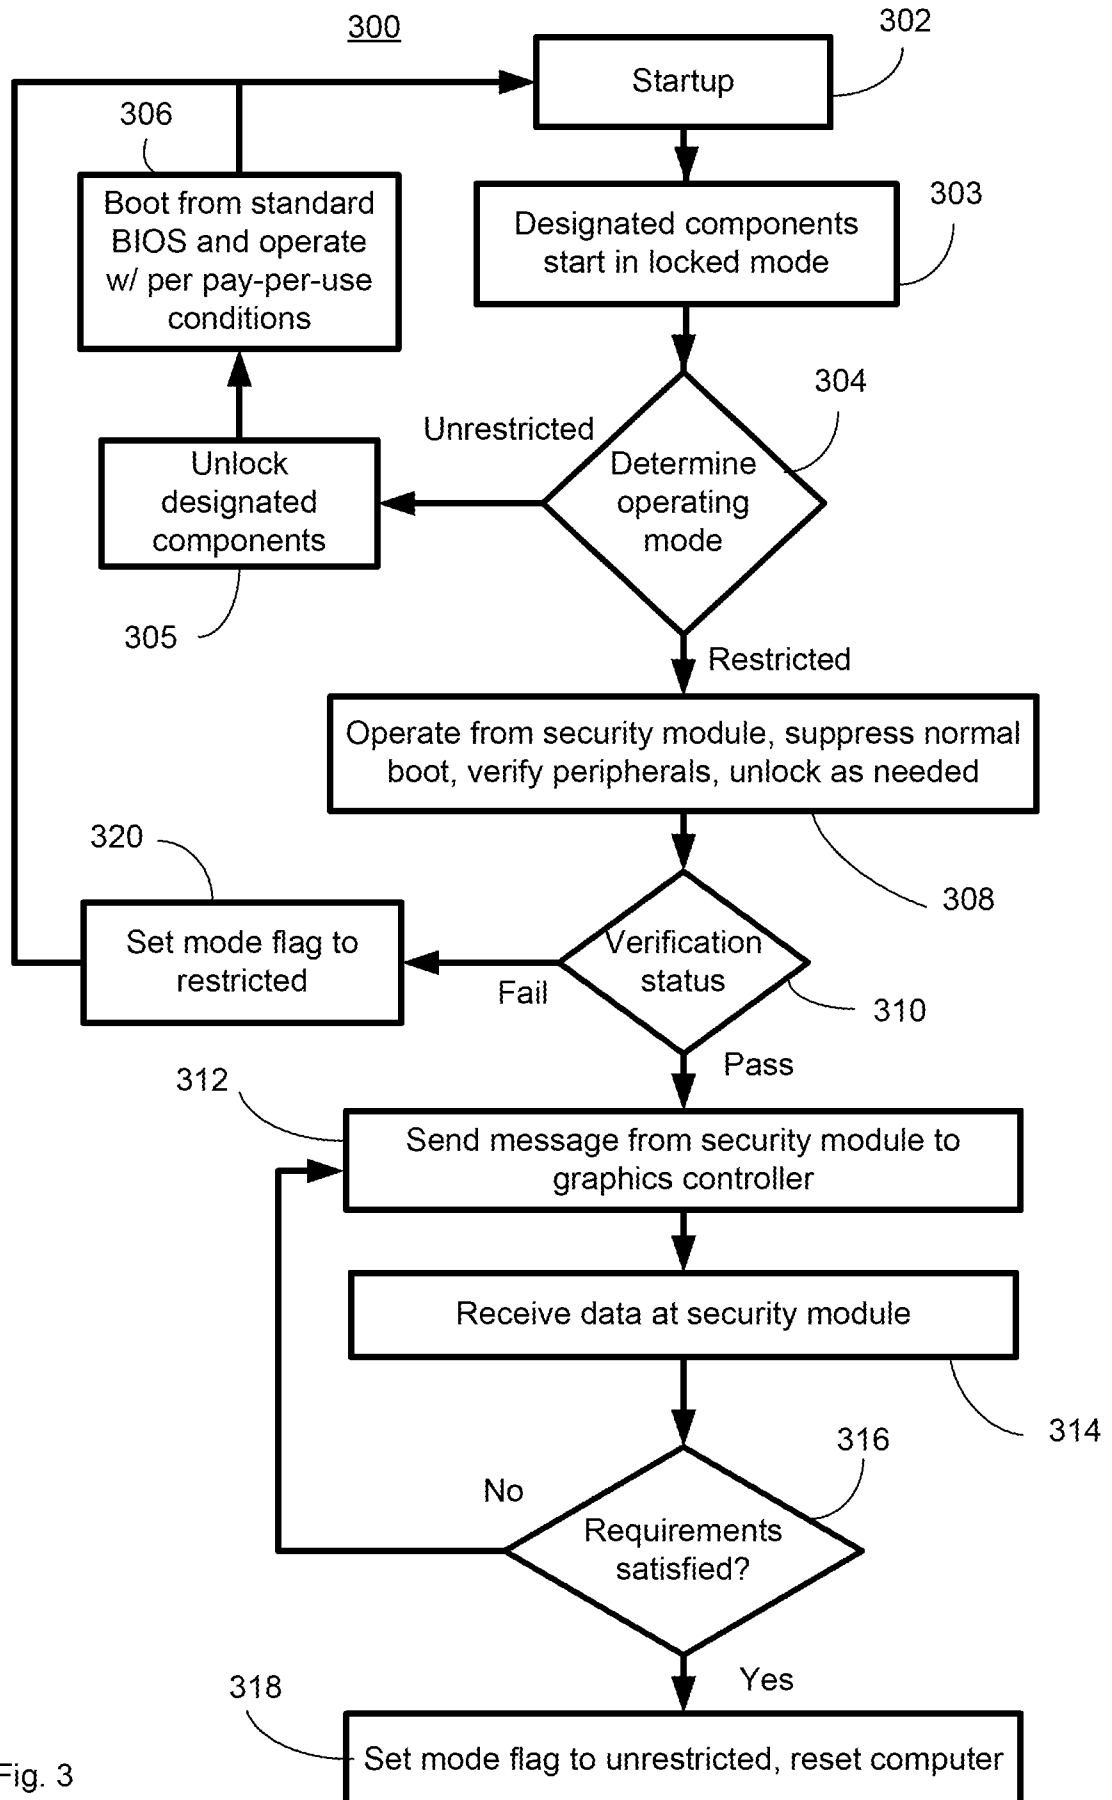 300
302
Startup
306
303
Boot from standard
BIOS and operate
w/ per pay-per-use
conditions
Designated components
start in locked mode
304
Unrestricted
Determine
operating
mode
Unlock
designated
components
305
Restricted
Operate from security module, suppress normal
boot, verify peripherals, unlock as needed
308
320
Set mode flag to
restricted
Verification
status
Fail
310
Pass
312
Send message from security module to
graphics controller
Receive data at security module
314
316
No
Requirements
satisfied?
Yes
318
Set mode flag to unrestricted, reset computer
Fig. 3